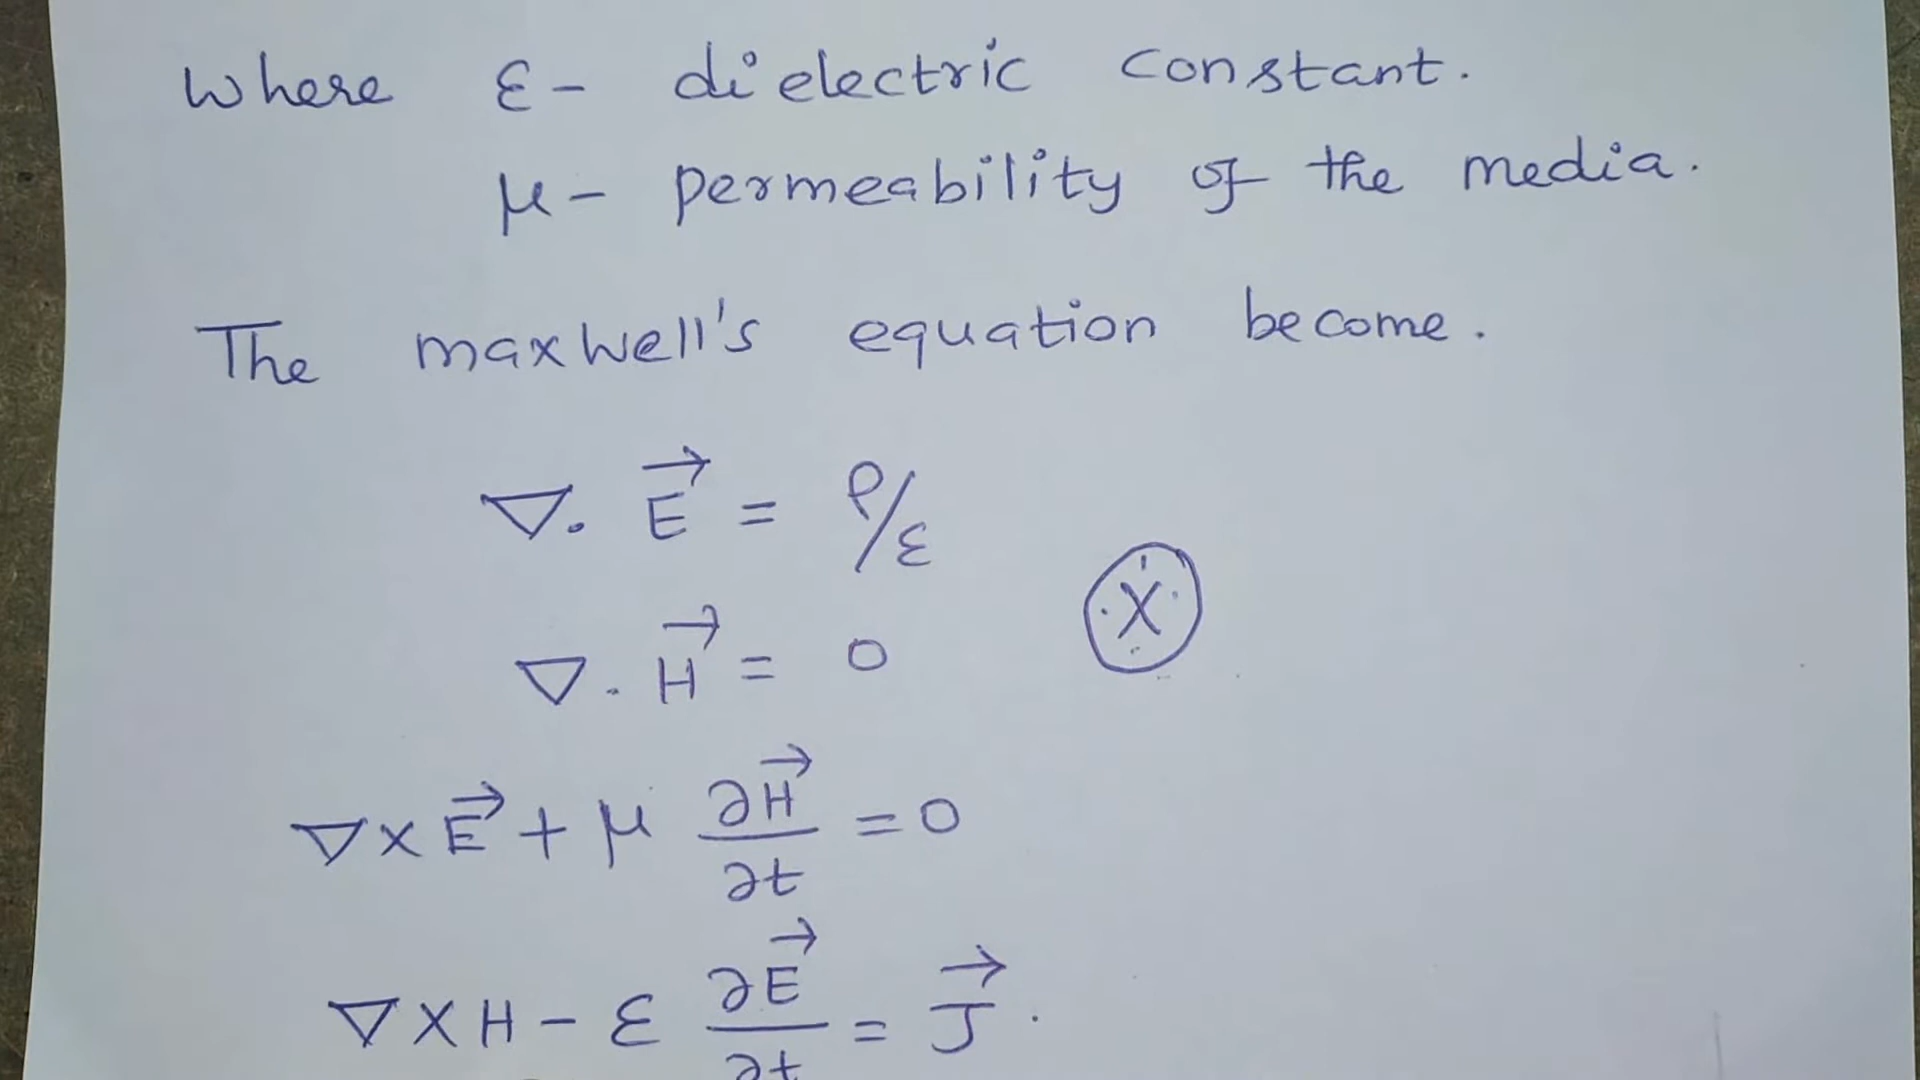 Where ε - dielectric constant.
μ - permeability of the media.
The maxwell's equation become.
∇. E⃗ = ρ/ε
X
∇. H⃗ = 0
∇×E⃗ + μ ∂H⃗/∂t = 0
∇×H - ε ∂E⃗/∂t = J⃗.